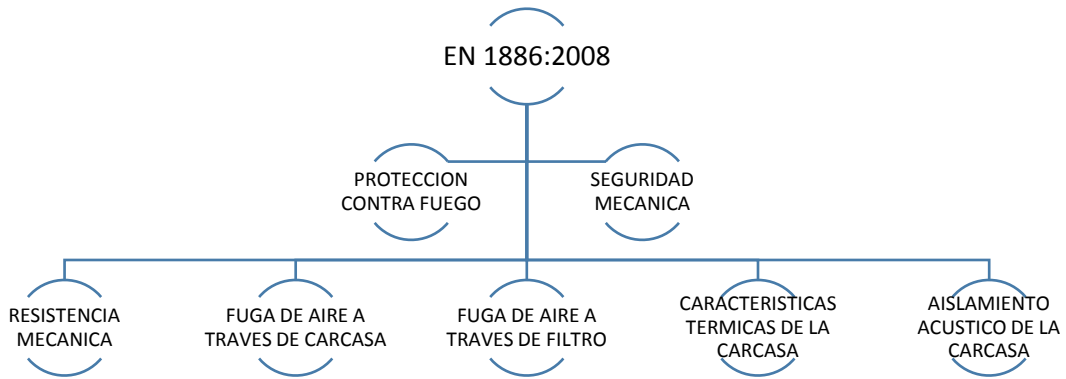 EN 1886:2008
PROTECCION
CONTRA FUEGO
SEGURIDAD
MECANICA
RESISTENCIA
MECANICA
FUGA DE AIRE A
TRAVES DE CARCASA
FUGA DE AIRE A
TRAVES DE FILTRO
CARACTERISTICAS
TERMICAS DE LA
CARCASA
AISLAMIENTO
ACUSTICO DE LA
CARCASA